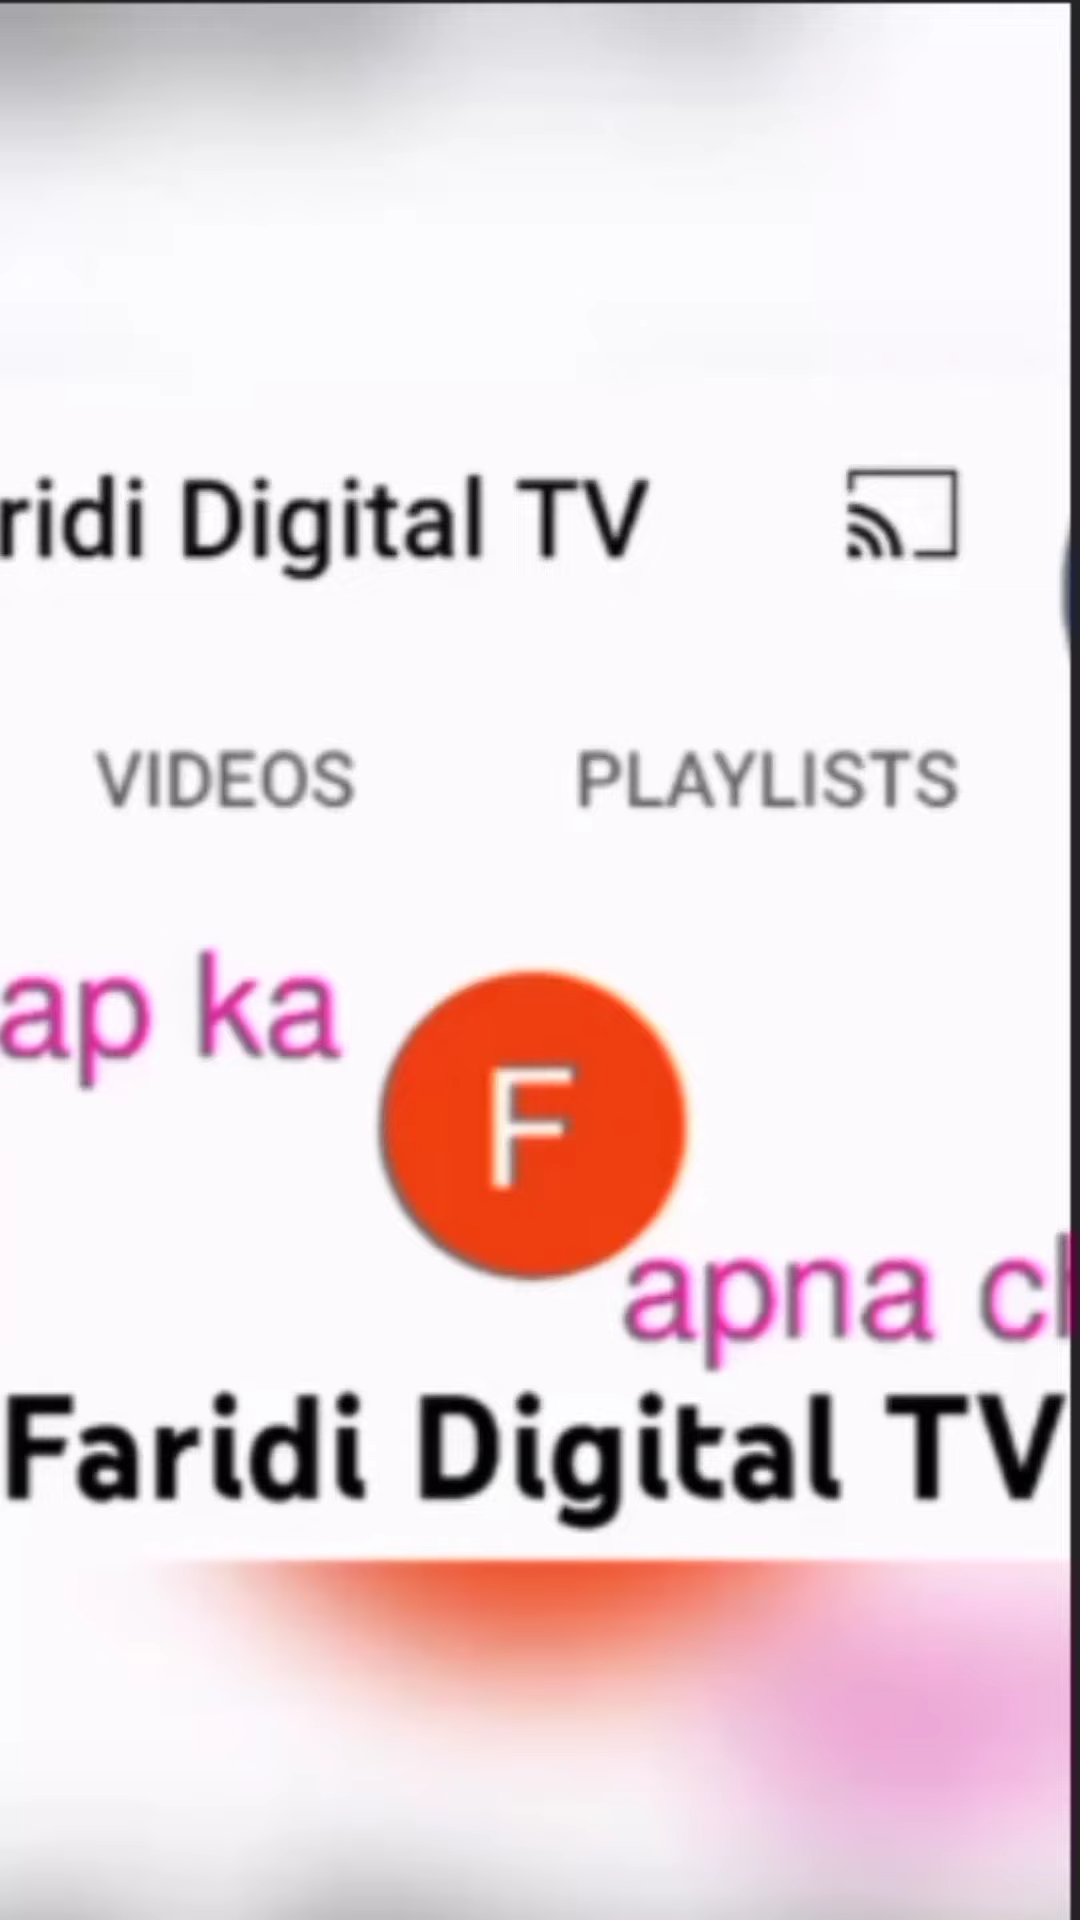 ridi Digital TV
VIDEOS PLAYLISTS
ap ka
F
apna
Faridi Digital TV